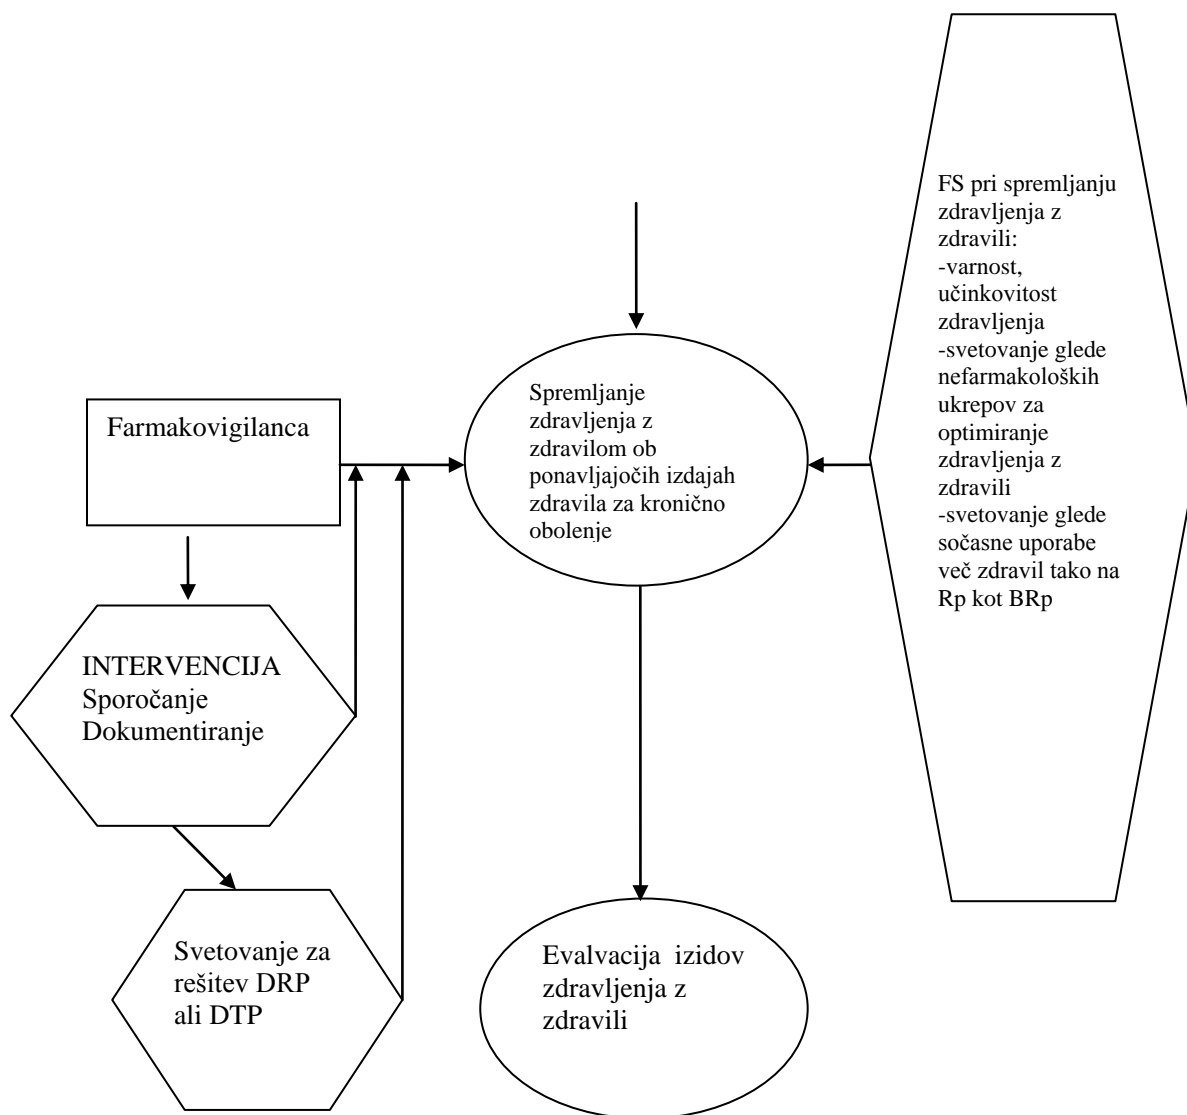 FS pri spremljanju
zdravljenja z
zdravili:
-varnost,
učinkovitost
zdravljenja
-svetovanje glede
nefarmakoloških
ukrepov za
optimiranje
zdravljenja z
zdravili
-svetovanje glede
sočasne uporabe
več zdravil tako na
Rp kot BRp
Spremljanje
zdravljenja z
zdravilom ob
ponavljajočih izdajah
zdravila za kronično
obolenje
Farmakovigilanca
INTERVENCIJA
Sporočanje
Dokumentiranje
Svetovanje za
rešitev DRP
ali DTP
Evalvacija izidov
zdravljenja z
zdravili